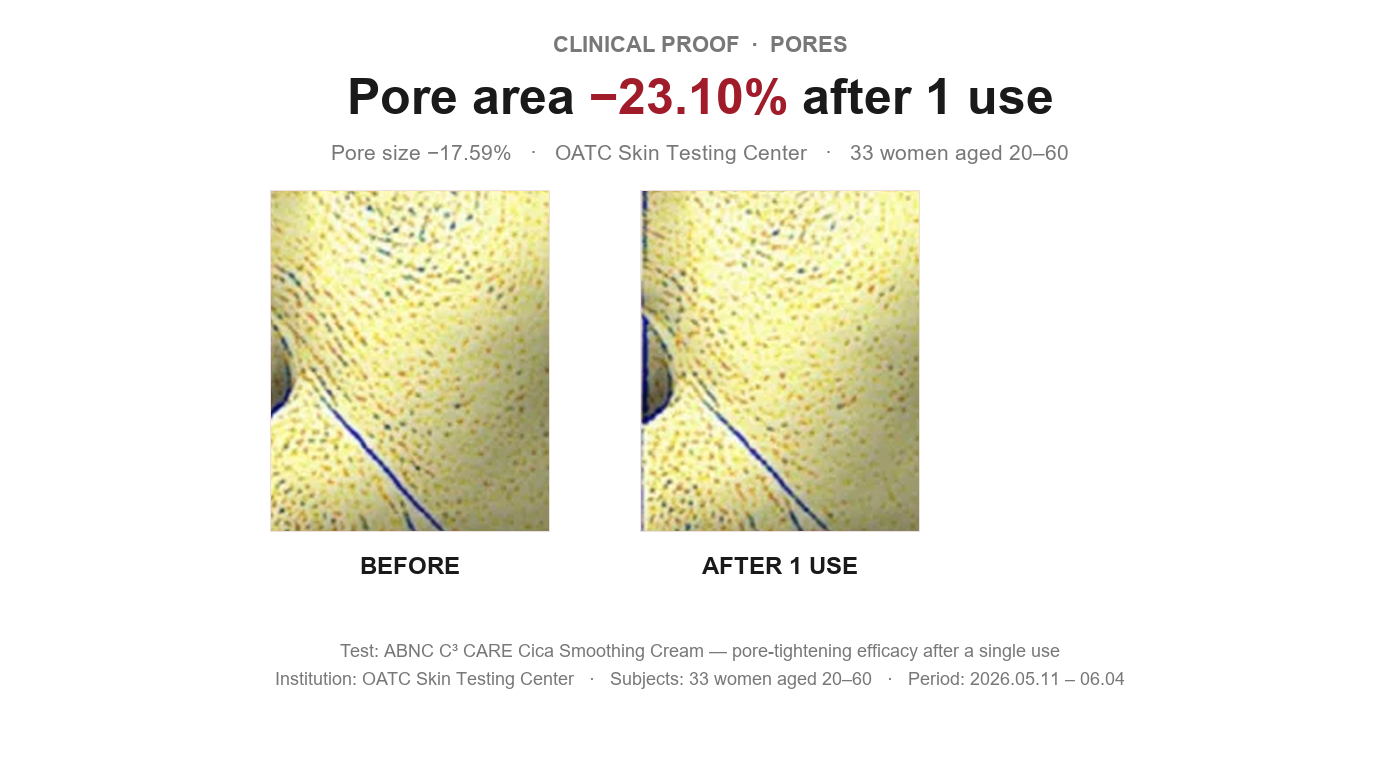 CLINICAL PROOF · PORES
Pore area −23.10% after 1 use
Pore size −17.59% · OATC Skin Testing Center · 33 women aged 20–60
BEFORE
AFTER 1 USE
Test: ABNC C³ CARE Cica Smoothing Cream — pore-tightening efficacy after a single use
Institution: OATC Skin Testing Center · Subjects: 33 women aged 20–60 · Period: 2026.05.11 – 06.04